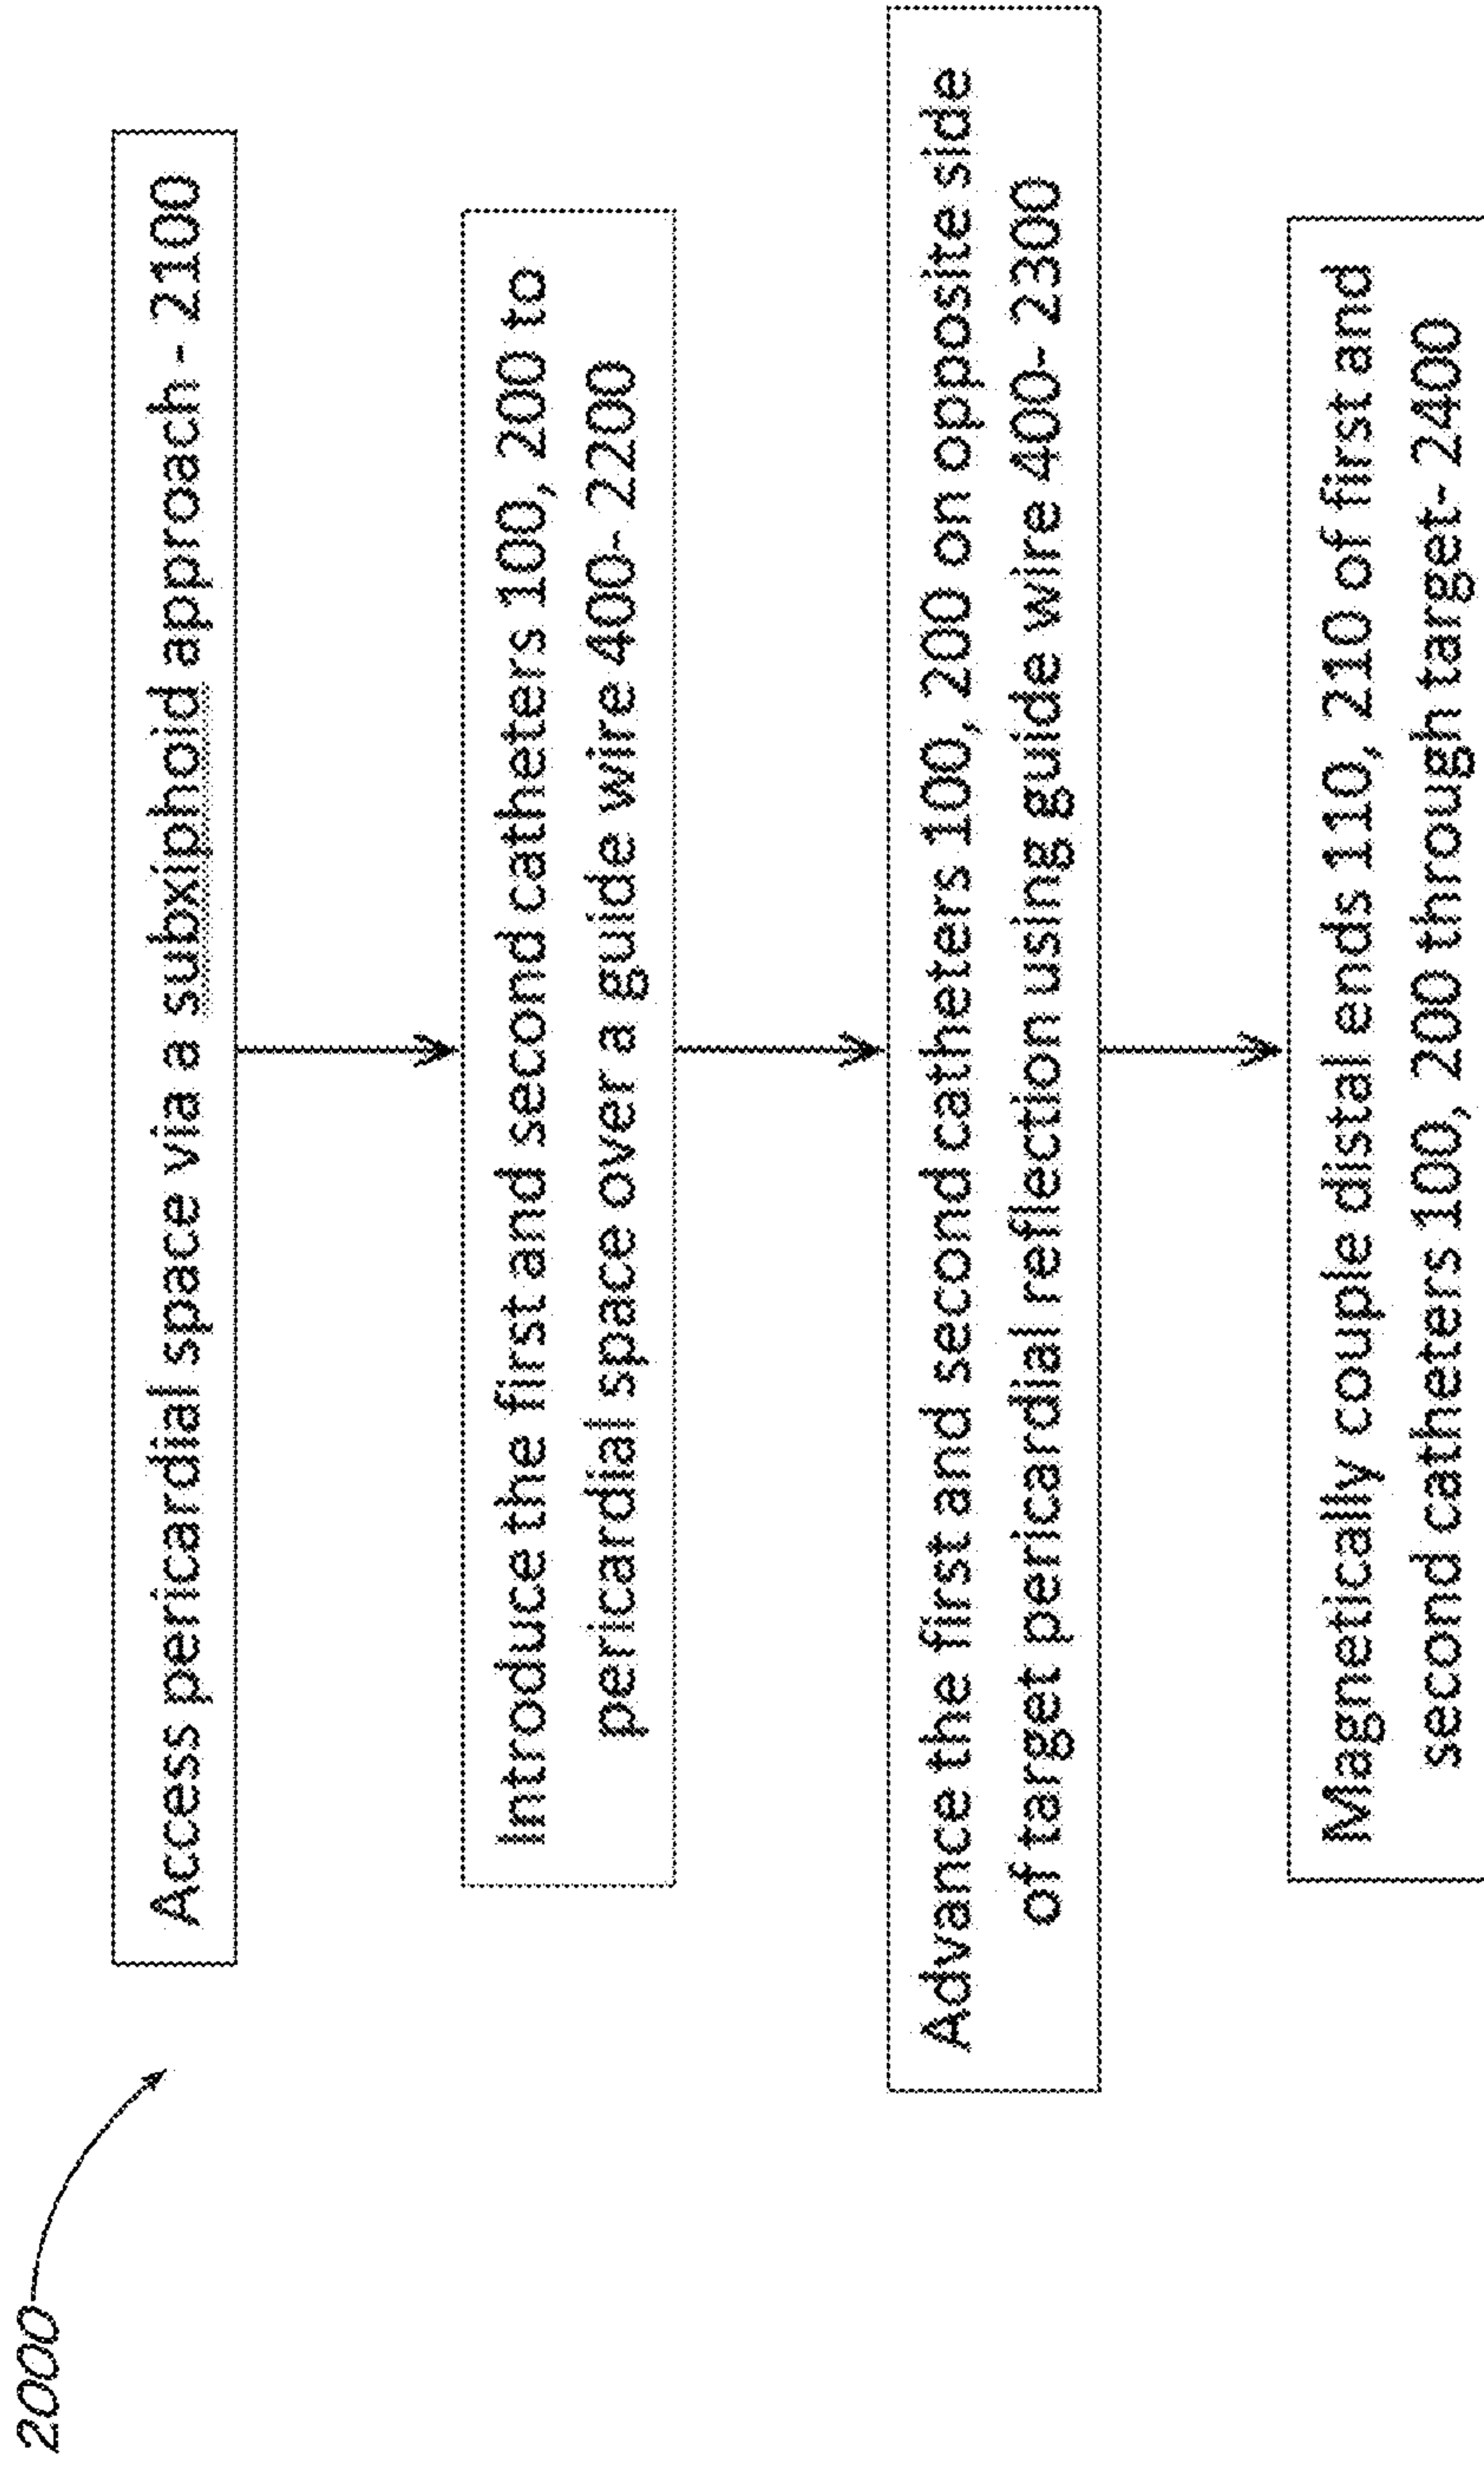 2000
Access pericardial space via a subxiphoid approach - 2100
Introduce the first and second catheters 100, 200 to
pericardial space over a guide wire 400- 2200
Advance the first and second catheters 100, 200 on opposite side
of target pericardial reflection using guide wire 400- 2300
Magnetically couple distal ends 110, 210 of first and
second catheters 100, 200 through target- 2400